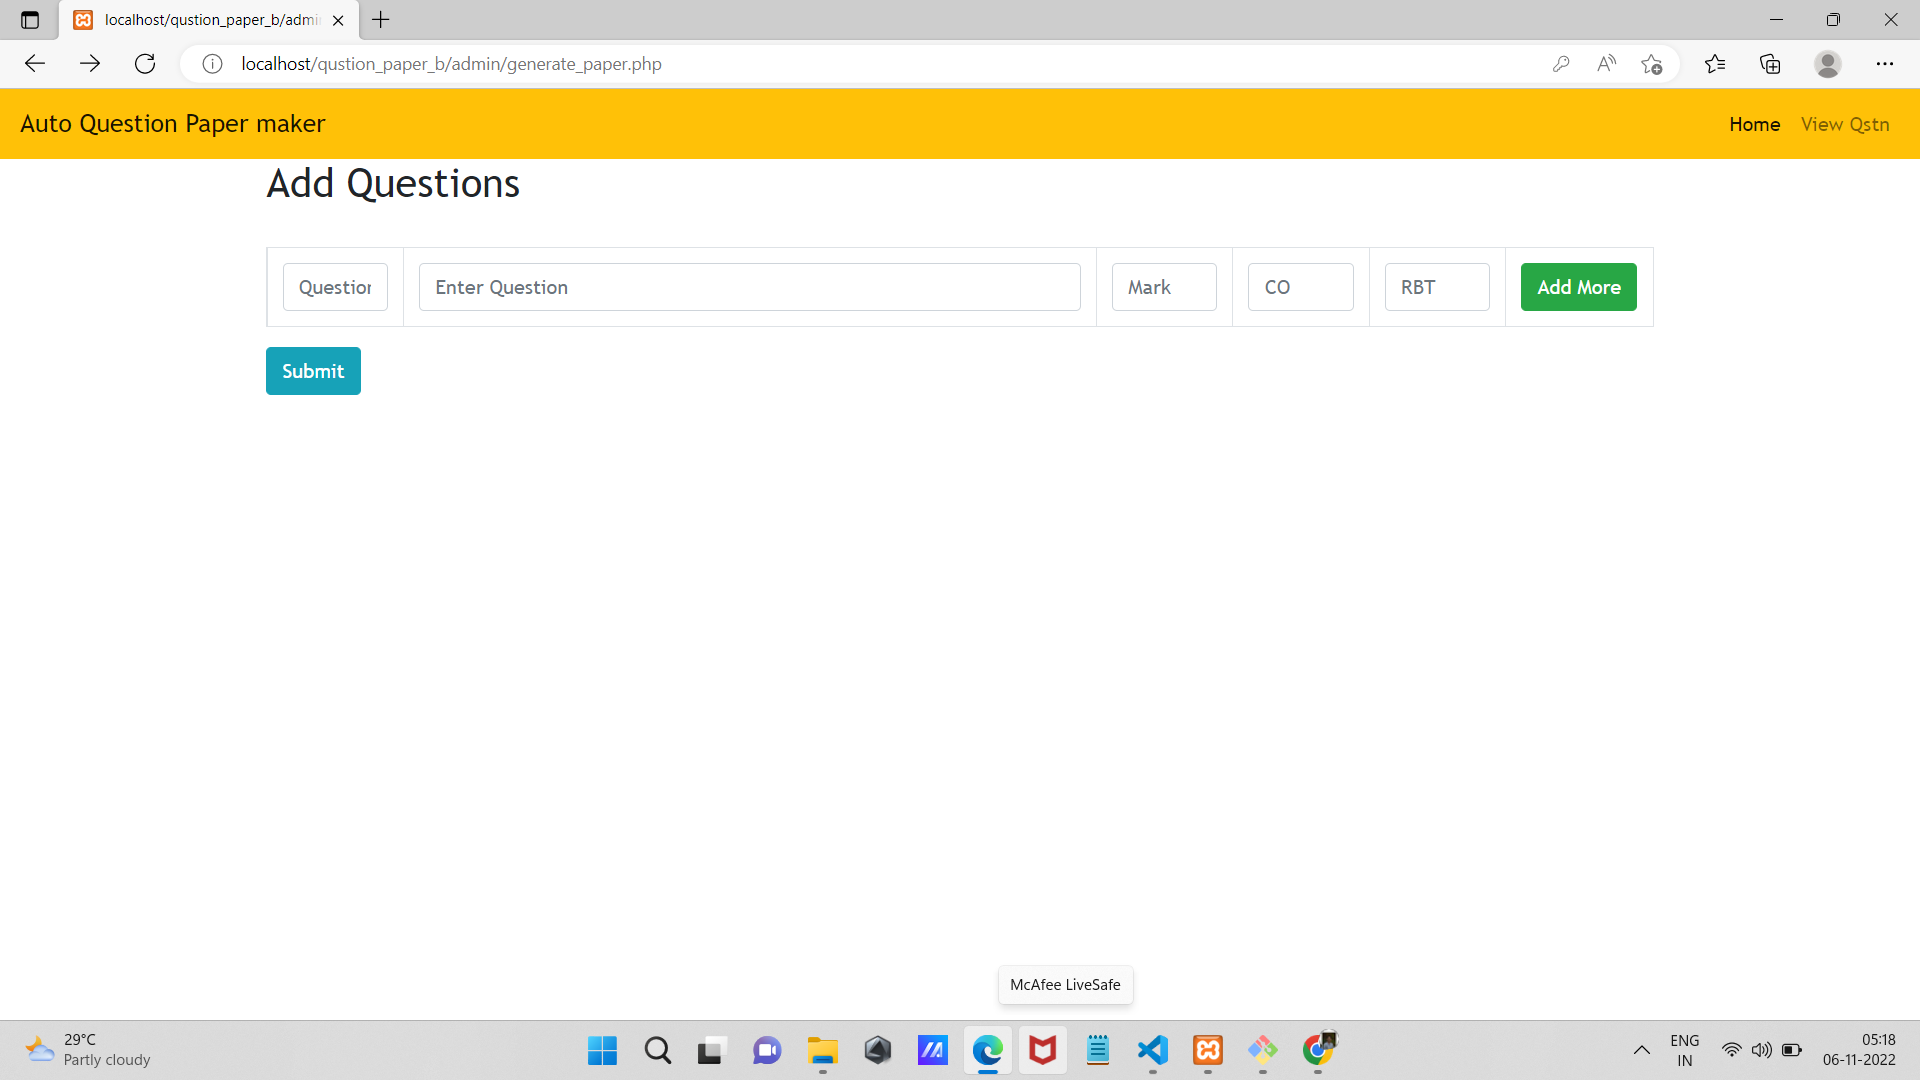 localhost/qustion_paper_b/admi
localhost/qustion_paper_b/admin/generate_paper.php
Auto Question Paper maker
Home
View Qstn
Add Questions
Question
Enter Question
Mark
CO
RBT
Add More
Submit
McAfee LiveSafe
29°C
Partly cloudy
ENG
IN
05:18
06-11-2022